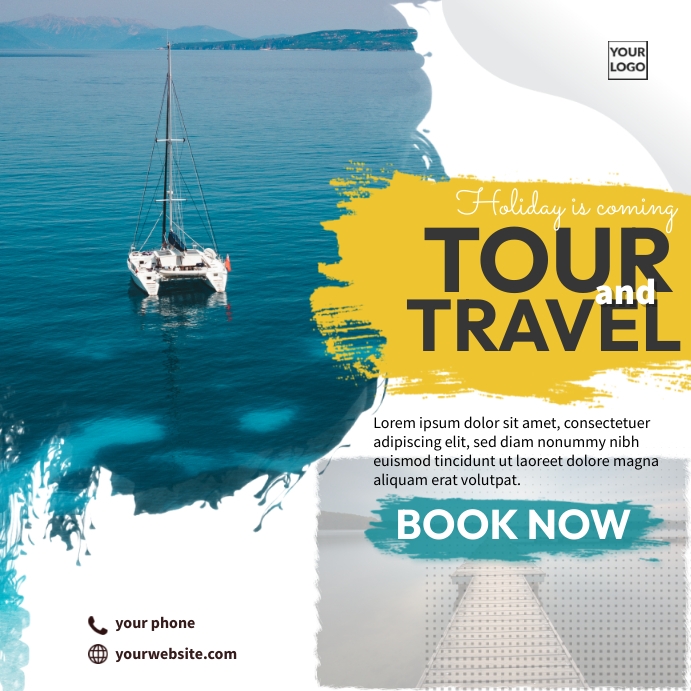 YOUR
LOGO
Holiday is coming
TOUR
and
TRAVEL
Lorem ipsum dolor sit amet, consectetuer
adipiscing elit, sed diam nonummy nibh
euismod tincidunt ut laoreet dolore magna
aliquam erat volutpat.
BOOK NOW
your phone
yourwebsite.com